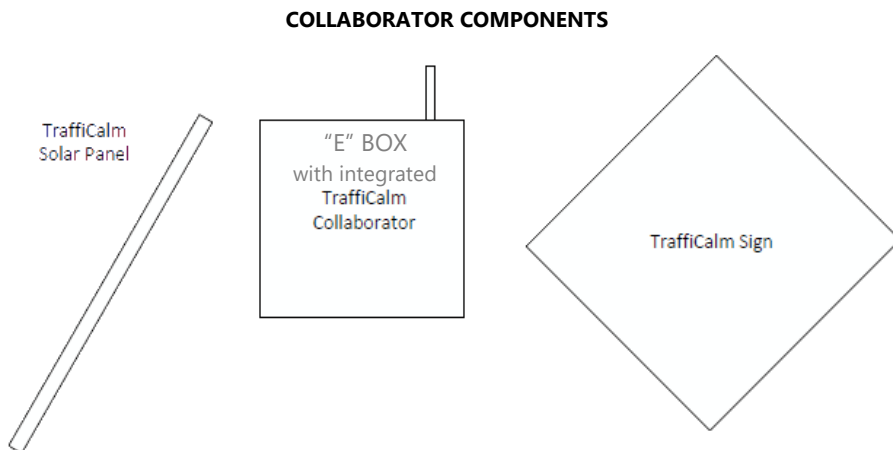 COLLABORATOR COMPONENTS
TraffiCalm
Solar Panel
“E” BOX
with integrated
TraffiCalm
Collaborator
TraffiCalm Sign